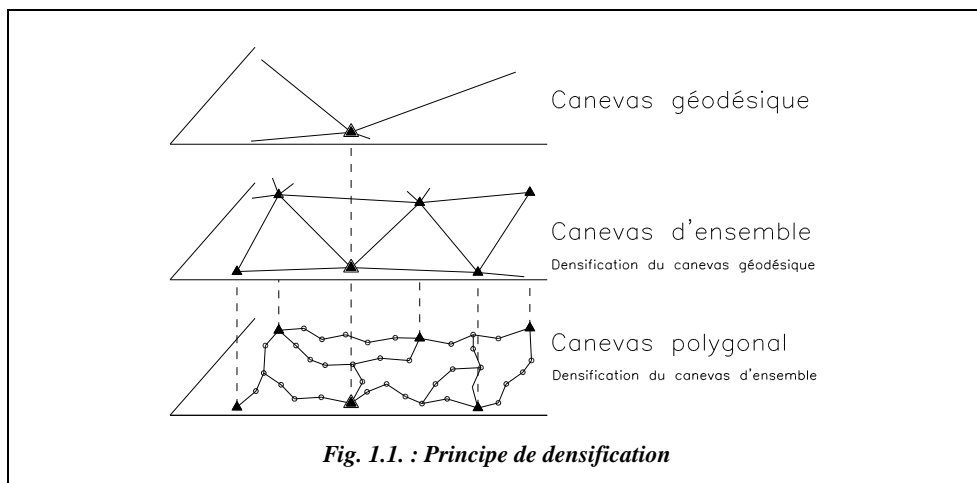 Canevas géodésique
Canevas d'ensemble
Densification du canevas géodésique
Canevas polygonal
Densification du canevas d'ensemble
Fig. 1.1. : Principe de densification